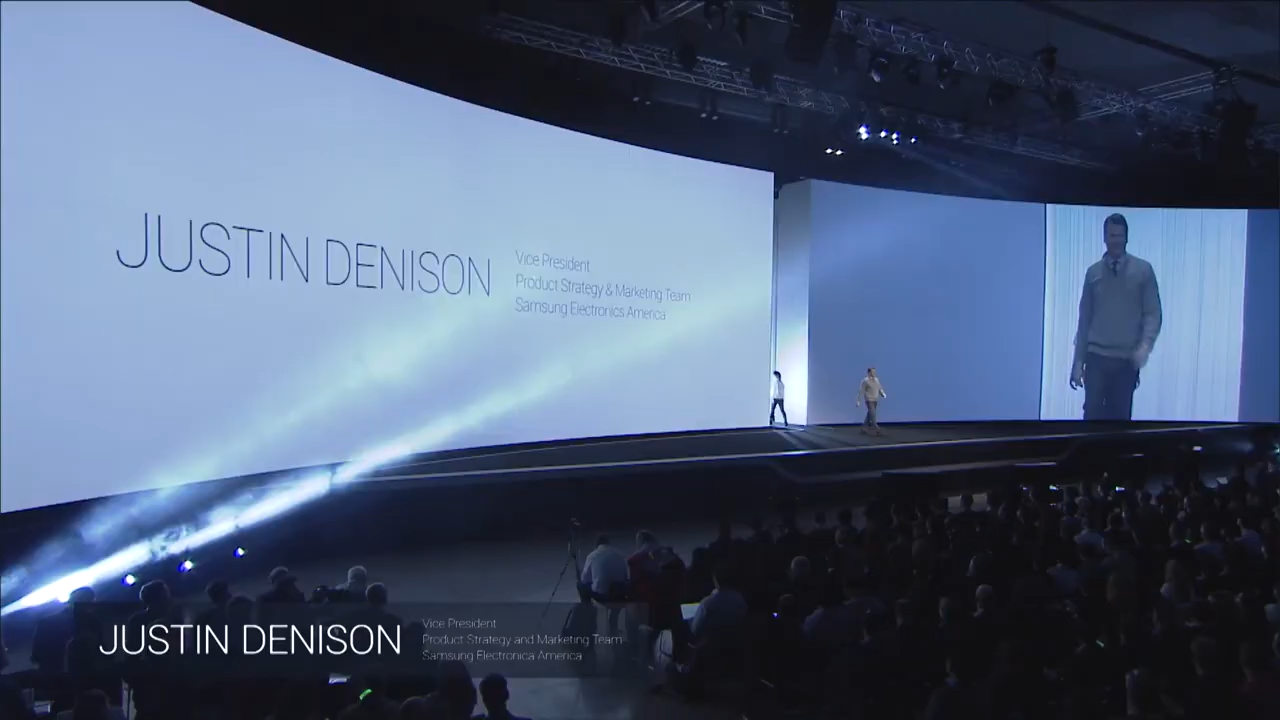 JUSTIN DENISON
Vice President
Product Strategy & Marketing Team
Samsung Electronics America
JUSTIN DENISON
Vice President
Product Strategy and Marketing Team
Samsung Electronica America